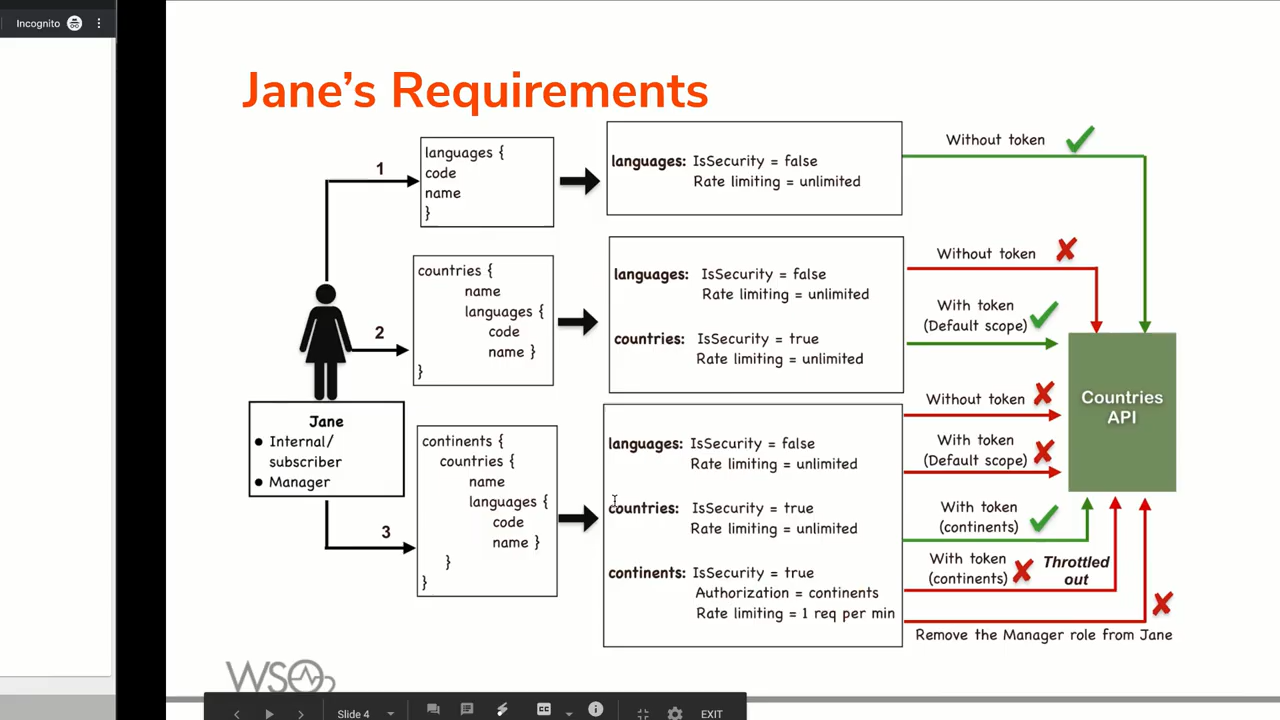 Incognito
Jane's Requirements
1
languages {
code
name
}
languages: IsSecurity = false
Rate limiting = unlimited
Without token
2
countries {
name
languages {
code
name }
}
languages: IsSecurity = false
Rate limiting = unlimited
countries: IsSecurity = true
Rate limiting = unlimited
Without token
With token
(Default scope)
Jane
Internal/
subscriber
Manager
3
continents {
countries {
name
languages {
code
name }
}
}
languages: IsSecurity = false
Rate limiting = unlimited
countries: IsSecurity = true
Rate limiting = unlimited
continents: IsSecurity = true
Authorization = continents
Rate limiting = 1 req per min
Without token
With token
(Default scope)
With token
(continents)
With token
(continents)
Throttled
out
Remove the Manager role from Jane
Countries
API
WSO2
Slide 4
CC
EXIT